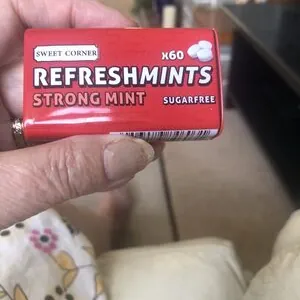 SWEET CORNER
x60
REFRESHMINTS
STRONG MINT
SUGARFREE